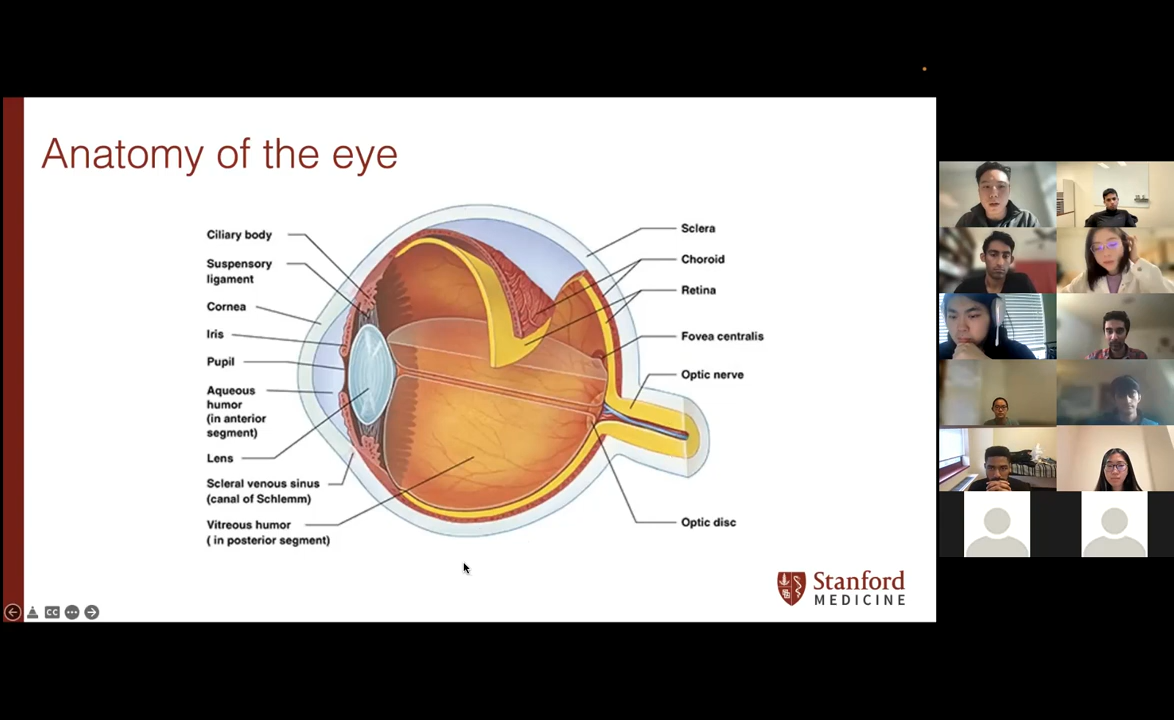 Anatomy of the eye
Ciliary body
Suspensory
ligament
Cornea
Iris
Pupil
Aqueous
humor
(in anterior
segment)
Lens
Scleral venous sinus
(canal of Schlemm)
Vitreous humor
( in posterior segment)
Sclera
Choroid
Retina
Fovea centralis
Optic nerve
Optic disc
Stanford
MEDICINE
CC